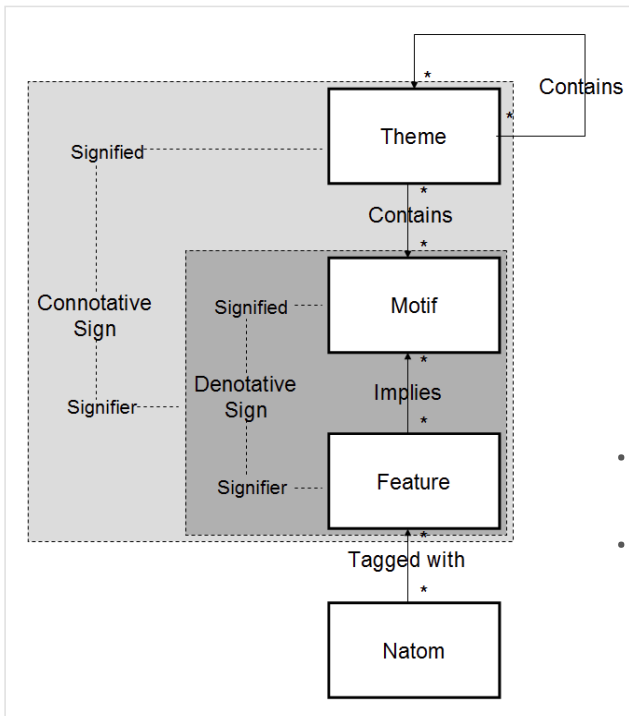 *
Contains
*
Theme
Signified
*
Contains
*
Signified
Motif
Connotative
Sign
*
Denotative
Sign
Implies
Signifier
*
Feature
Signifier
*
Tagged with
*
Natom